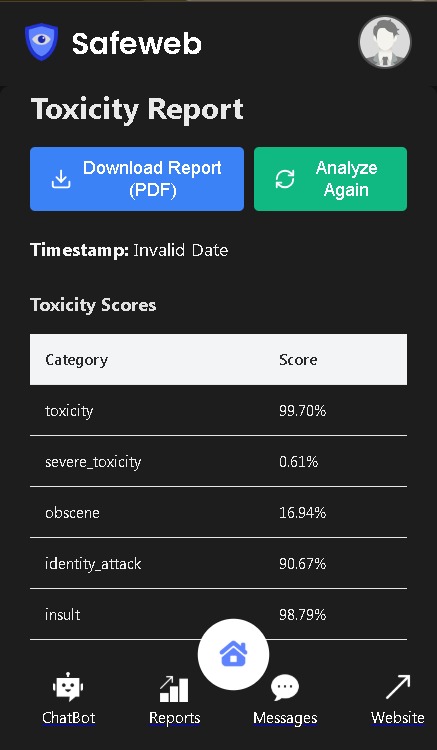 Safeweb
Toxicity Report
Download Report
(PDF)
Analyze
Again
Timestamp: Invalid Date
Toxicity Scores
Category Score
toxicity 99.70%
severe_toxicity 0.61%
obscene 16.94%
identity_attack 90.67%
insult 98.79%
ChatBot Reports Messages Website